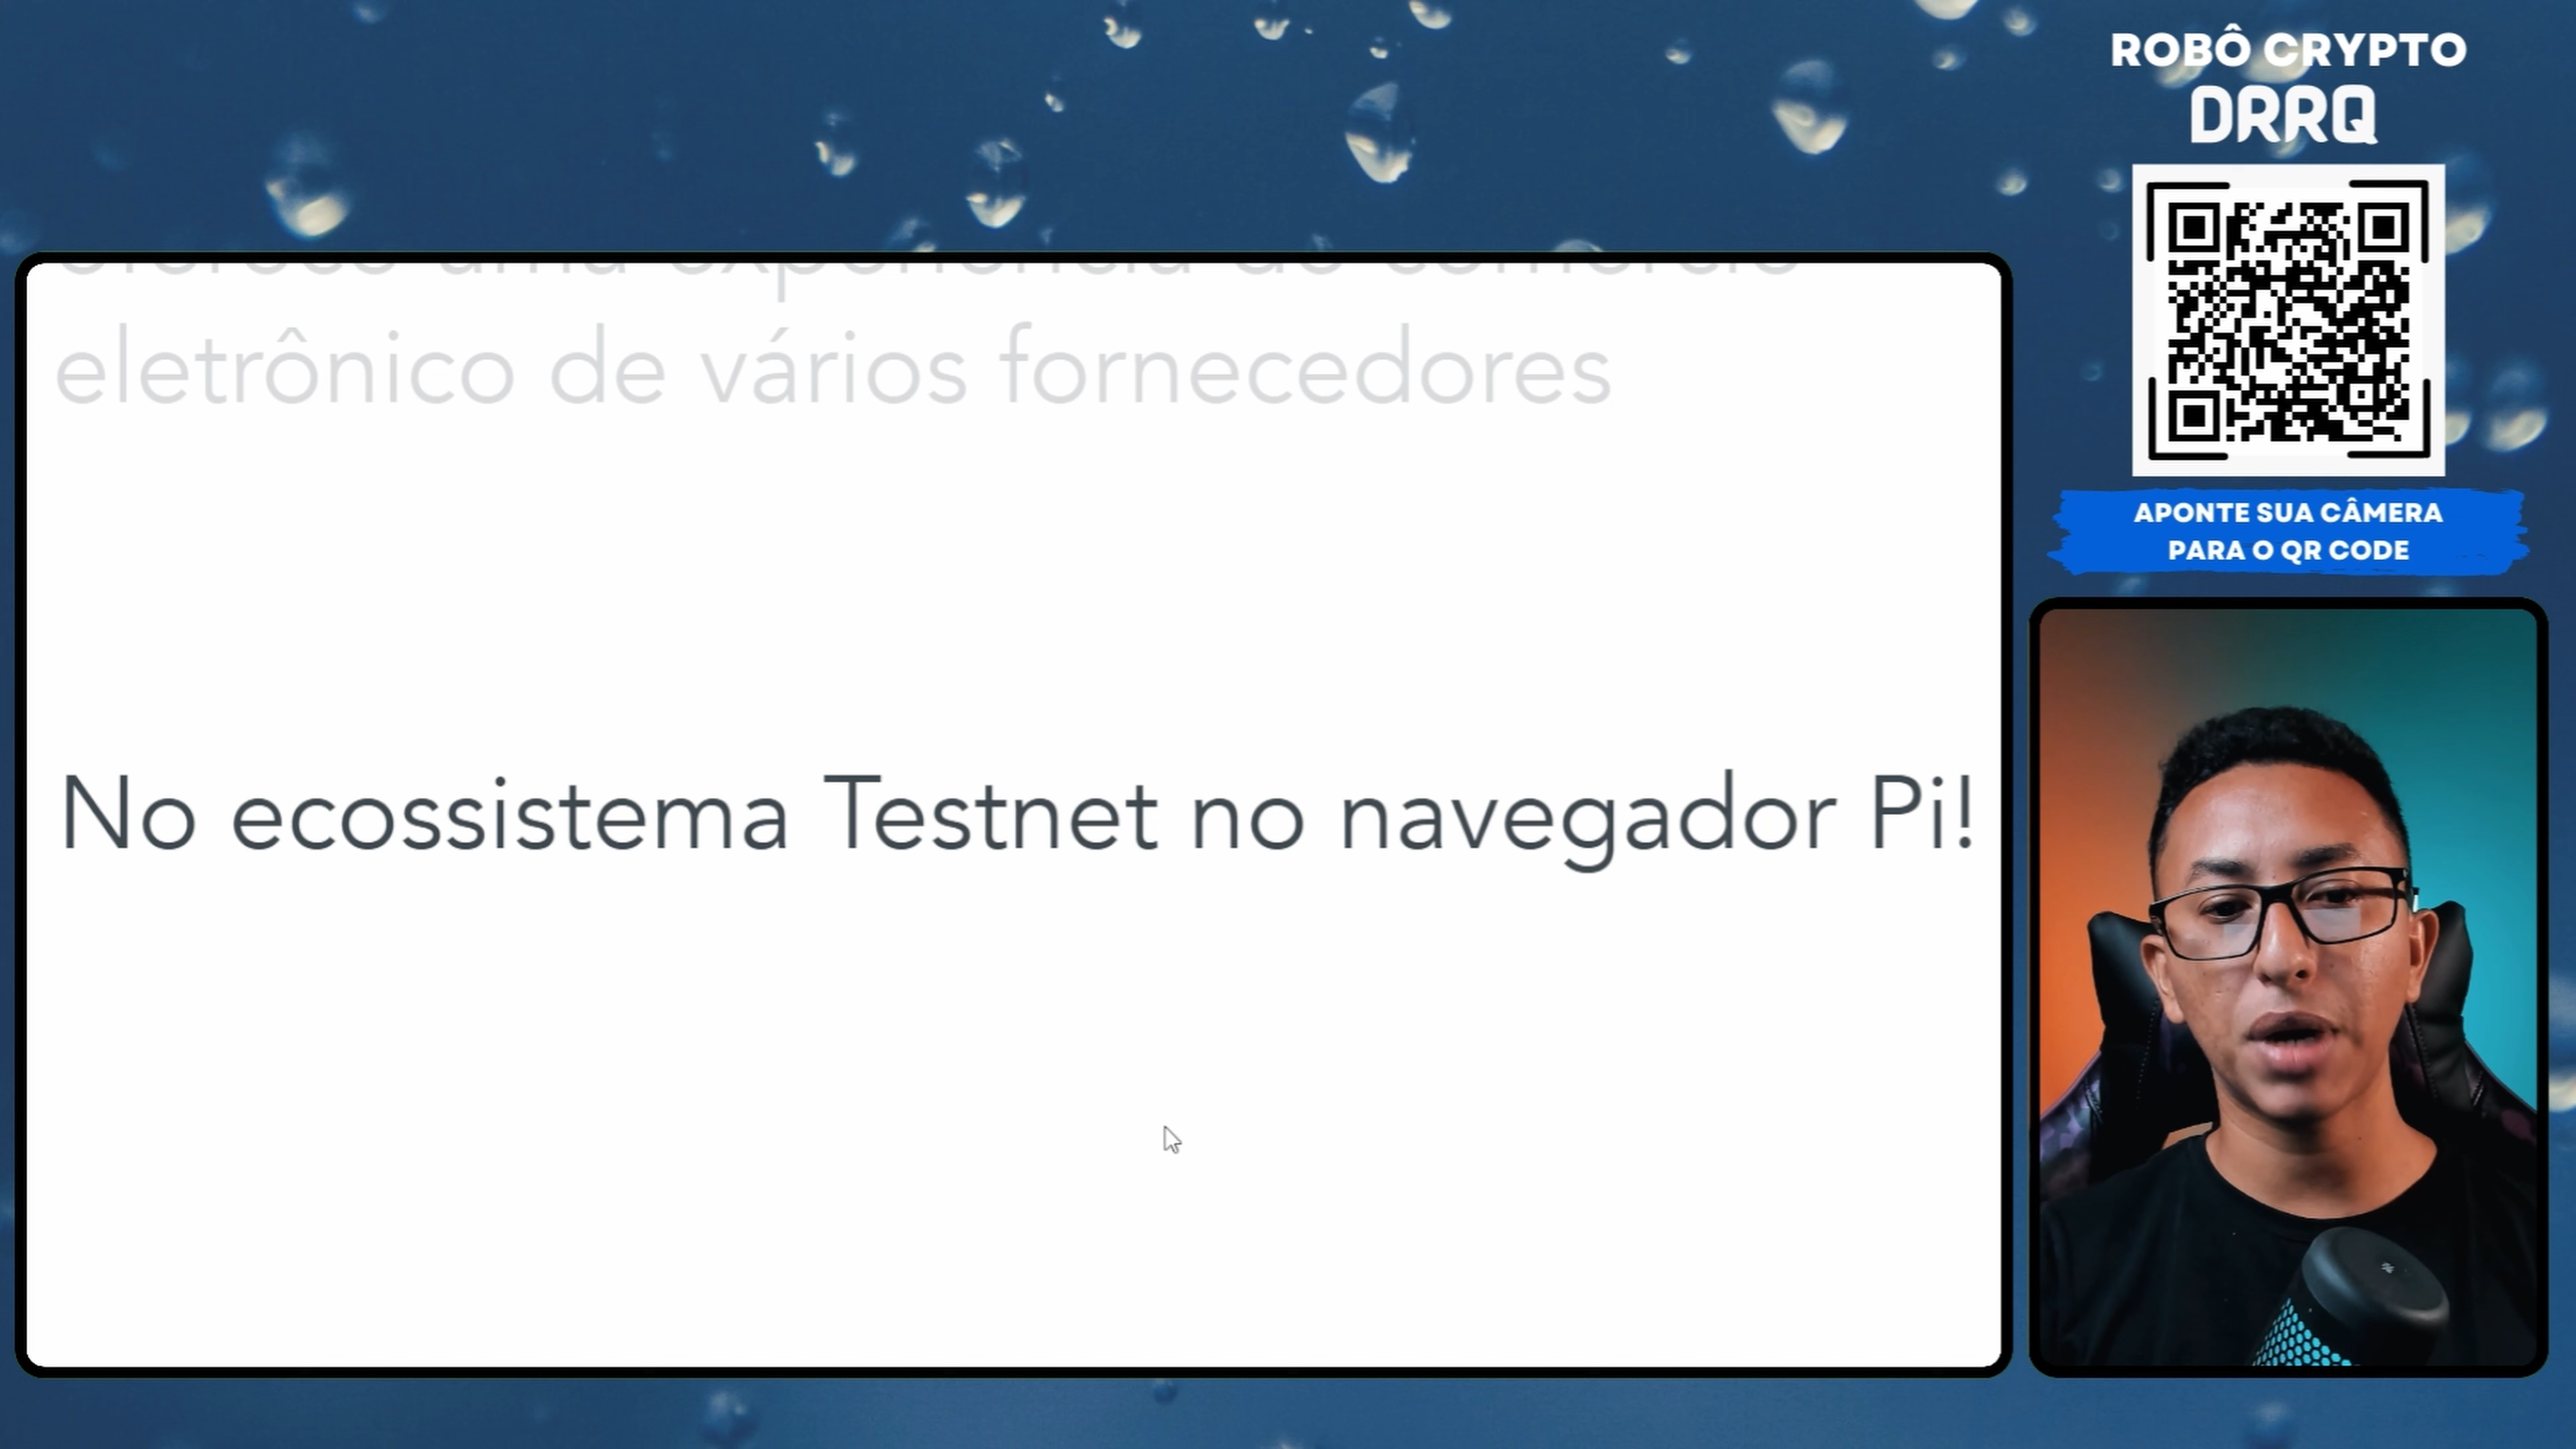 ROBÔ CRYPTO
DRRQ
eletrônico de vários fornecedores
No ecossistema Testnet no navegador Pi!
APONTE SUA CÂMERA
PARA O QR CODE